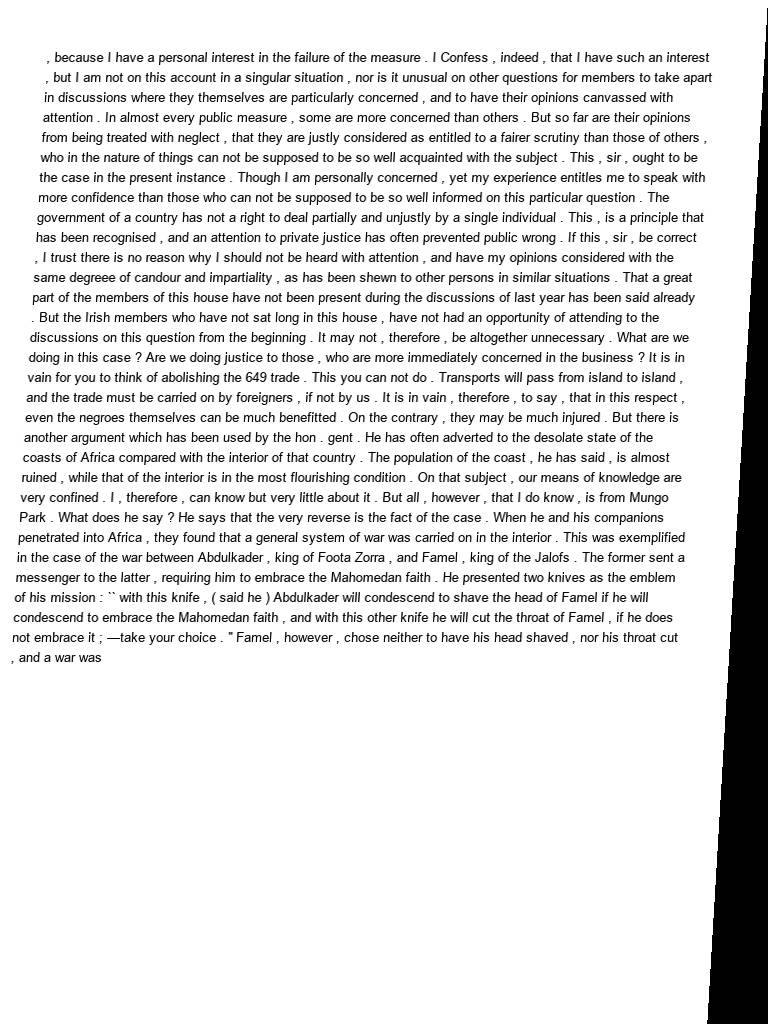 , because I have a personal interest in the failure of the measure . I Confess , indeed , that I have such an interest
, but I am not on this account in a singular situation , nor is it unusual on other questions for members to take apart
in discussions where they themselves are particularly concerned , and to have their opinions canvassed with
attention . In almost every public measure , some are more concerned than others . But so far are their opinions
from being treated with neglect , that they are justly considered as entitled to a fairer scrutiny than those of others ,
who in the nature of things can not be supposed to be so well acquainted with the subject . This , sir , ought to be
the case in the present instance . Though I am personally concerned , yet my experience entitles me to speak with
more confidence than those who can not be supposed to be so well informed on this particular question . The
government of a country has not a right to deal partially and unjustly by a single individual . This , is a principle that
has been recognised , and an attention to private justice has often prevented public wrong . If this , sir , be correct
, I trust there is no reason why I should not be heard with attention , and have my opinions considered with the
same degreee of candour and impartiality , as has been shewn to other persons in similar situations . That a great
part of the members of this house have not been present during the discussions of last year has been said already
. But the Irish members who have not sat long in this house , have not had an opportunity of attending to the
discussions on this question from the beginning . It may not , therefore , be altogether unnecessary . What are we
doing in this case ? Are we doing justice to those , who are more immediately concerned in the business ? It is in
vain for you to think of abolishing the 649 trade . This you can not do . Transports will pass from island to island ,
and the trade must be carried on by foreigners , if not by us . It is in vain , therefore , to say , that in this respect ,
even the negroes themselves can be much benefitted . On the contrary , they may be much injured . But there is
another argument which has been used by the hon . gent . He has often adverted to the desolate state of the
coasts of Africa compared with the interior of that country . The population of the coast , he has said , is almost
ruined , while that of the interior is in the most flourishing condition . On that subject , our means of knowledge are
very confined . I , therefore , can know but very little about it . But all , however , that I do know , is from Mungo
Park . What does he say ? He says that the very reverse is the fact of the case . When he and his companions
penetrated into Africa , they found that a general system of war was carried on in the interior . This was exemplified
in the case of the war between Abdulkader , king of Foota Zorra , and Famel , king of the Jalofs . The former sent a
messenger to the latter , requiring him to embrace the Mahomedan faith . He presented two knives as the emblem
of his mission : `` with this knife , ( said he ) Abdulkader will condescend to shave the head of Famel if he will
condescend to embrace the Mahomedan faith , and with this other knife he will cut the throat of Famel , if he does
not embrace it ; —take your choice . " Famel , however , chose neither to have his head shaved , nor his throat cut
, and a war was